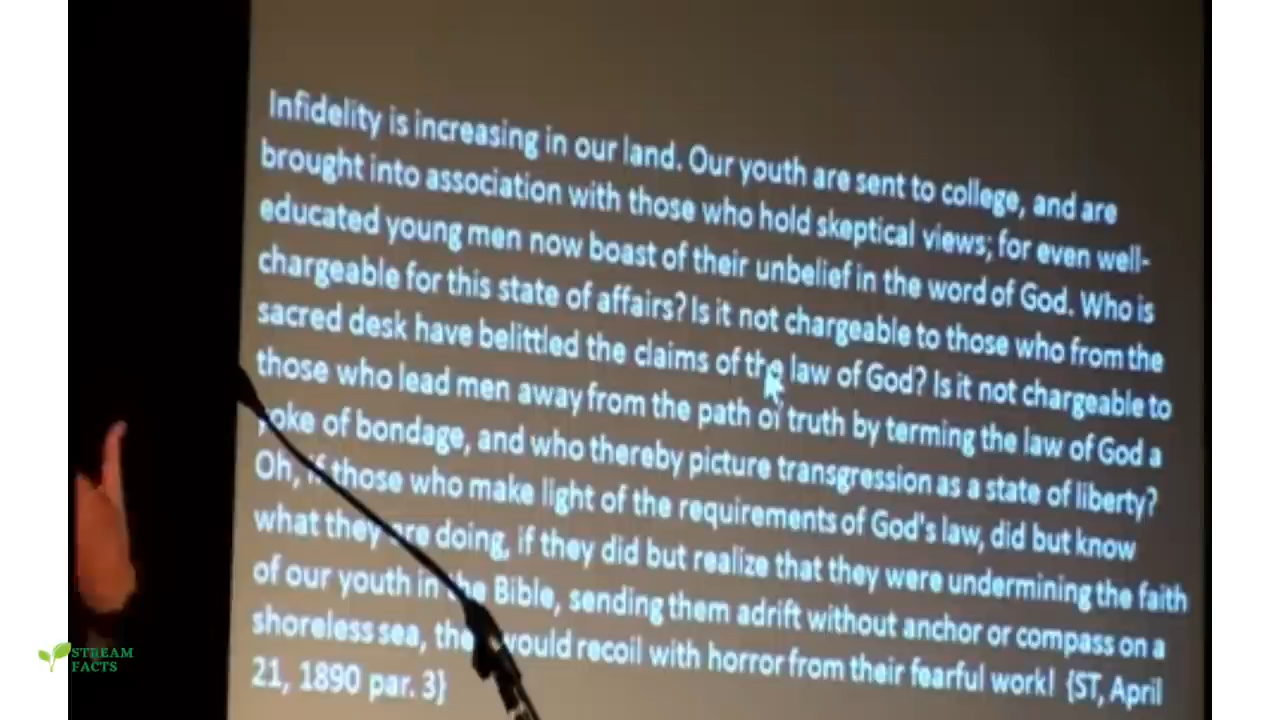 Infidelity is increasing in our land. Our youth are sent to college, and are
brought into association with those who hold skeptical views; for even well-
educated young men now boast of their unbelief in the word of God. Who is
chargeable for this state of affairs? Is it not chargeable to those who from the
sacred desk have belittled the claims of the law of God? Is it not chargeable to
those who lead men away from the path of truth by terming the law of God a
yoke of bondage, and who thereby picture transgression as a state of liberty?
Oh, if those who make light of the requirements of God's law, did but know
what they are doing, if they did but realize that they were undermining the faith
of our youth in the Bible, sending them adrift without anchor or compass on a
shoreless sea, they would recoil with horror from their fearful work! {ST, April
21, 1890 par. 3}
STREAM
FACTS